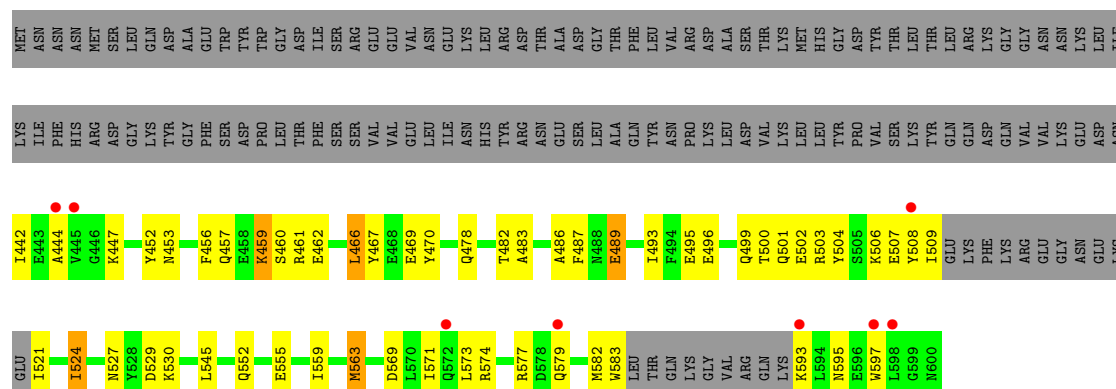 MET ASN ASN ASN MET SER LEU GLN ASP ALA GLU TRP TYR TRP GLY ASP ILE SER ARG GLU GLU VAL ASN GLU LYS LEU ARG ASP THR ALA ASP GLY THR PHE LEU VAL ARG ASP ALA SER THR LYS MET HIS GLY ASP TYR THR LEU THR LEU ARG LYS GLY GLY ASN ASN LYS LEU
LYS ILE PHE HIS ARG ASP GLY LYS TYR GLY PHE SER ASP PRO LEU THR PHE SER SER VAL VAL GLU LEU ILE ASN HIS TYR ARG ASN GLU SER LEU ALA GLN TYR ASN PRO LYS LEU ASP VAL LYS LEU LEU TYR PRO VAL SER LYS TYR GLN GLN ASP GLN VAL VAL LYS GLU ASP
I442 E443 A444 V445 G446 K447 Y452 N453 F456 Q457 E458 K459 S460 R461 E462 L466 Y467 E468 E469 Y470 Q478 T482 A483 A486 F487 N488 E489 I493 F494 E495 E496 Q499 T500 Q501 E502 R503 Y504 S505 K506 E507 Y508 I509 GLU LYS PHE LYS ARG GLU GLY ASN GLU
GLU I521 I524 N527 Y528 D529 K530 L545 Q552 E555 I559 M563 D569 L570 I571 Q572 L573 R574 R577 D578 Q579 M582 W583 LEU THR GLN LYS GLY VAL ARG GLN LYS K593 L594 N595 E596 W597 L598 G599 N600